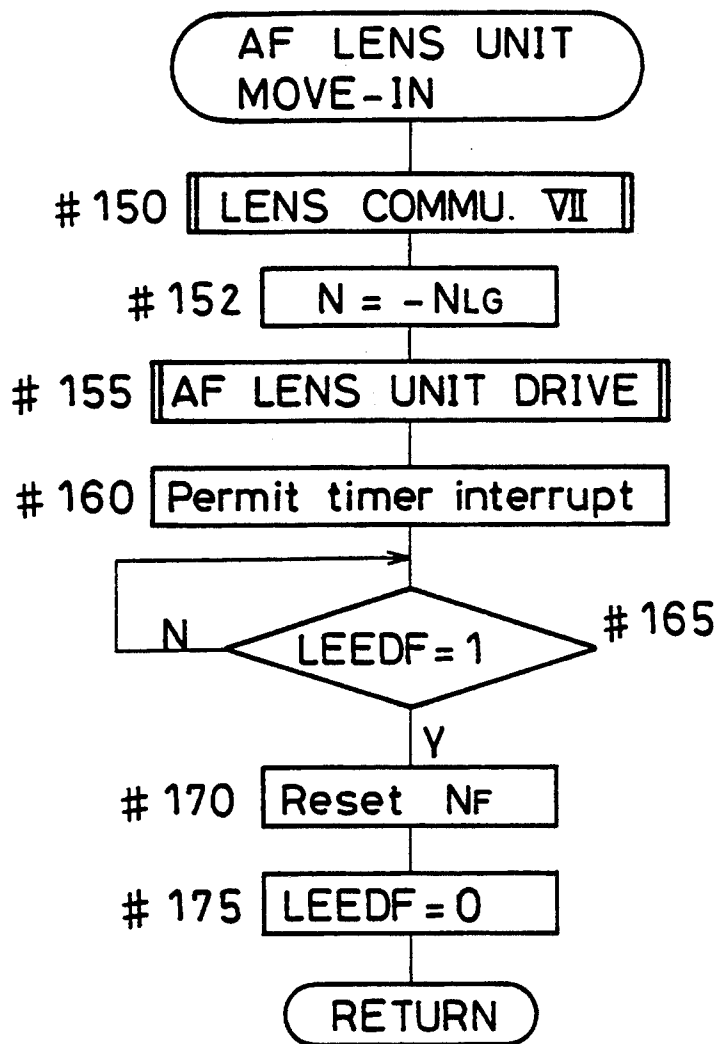 AF LENS UNIT
MOVE-IN
# 150 LENS COMMU. VII
# 152 N = -NLG
# 155 AF LENS UNIT DRIVE
# 160 Permit timer interrupt
N
LEEDF = 1
# 165
Y
# 170 Reset NF
# 175 LEEDF = 0
RETURN